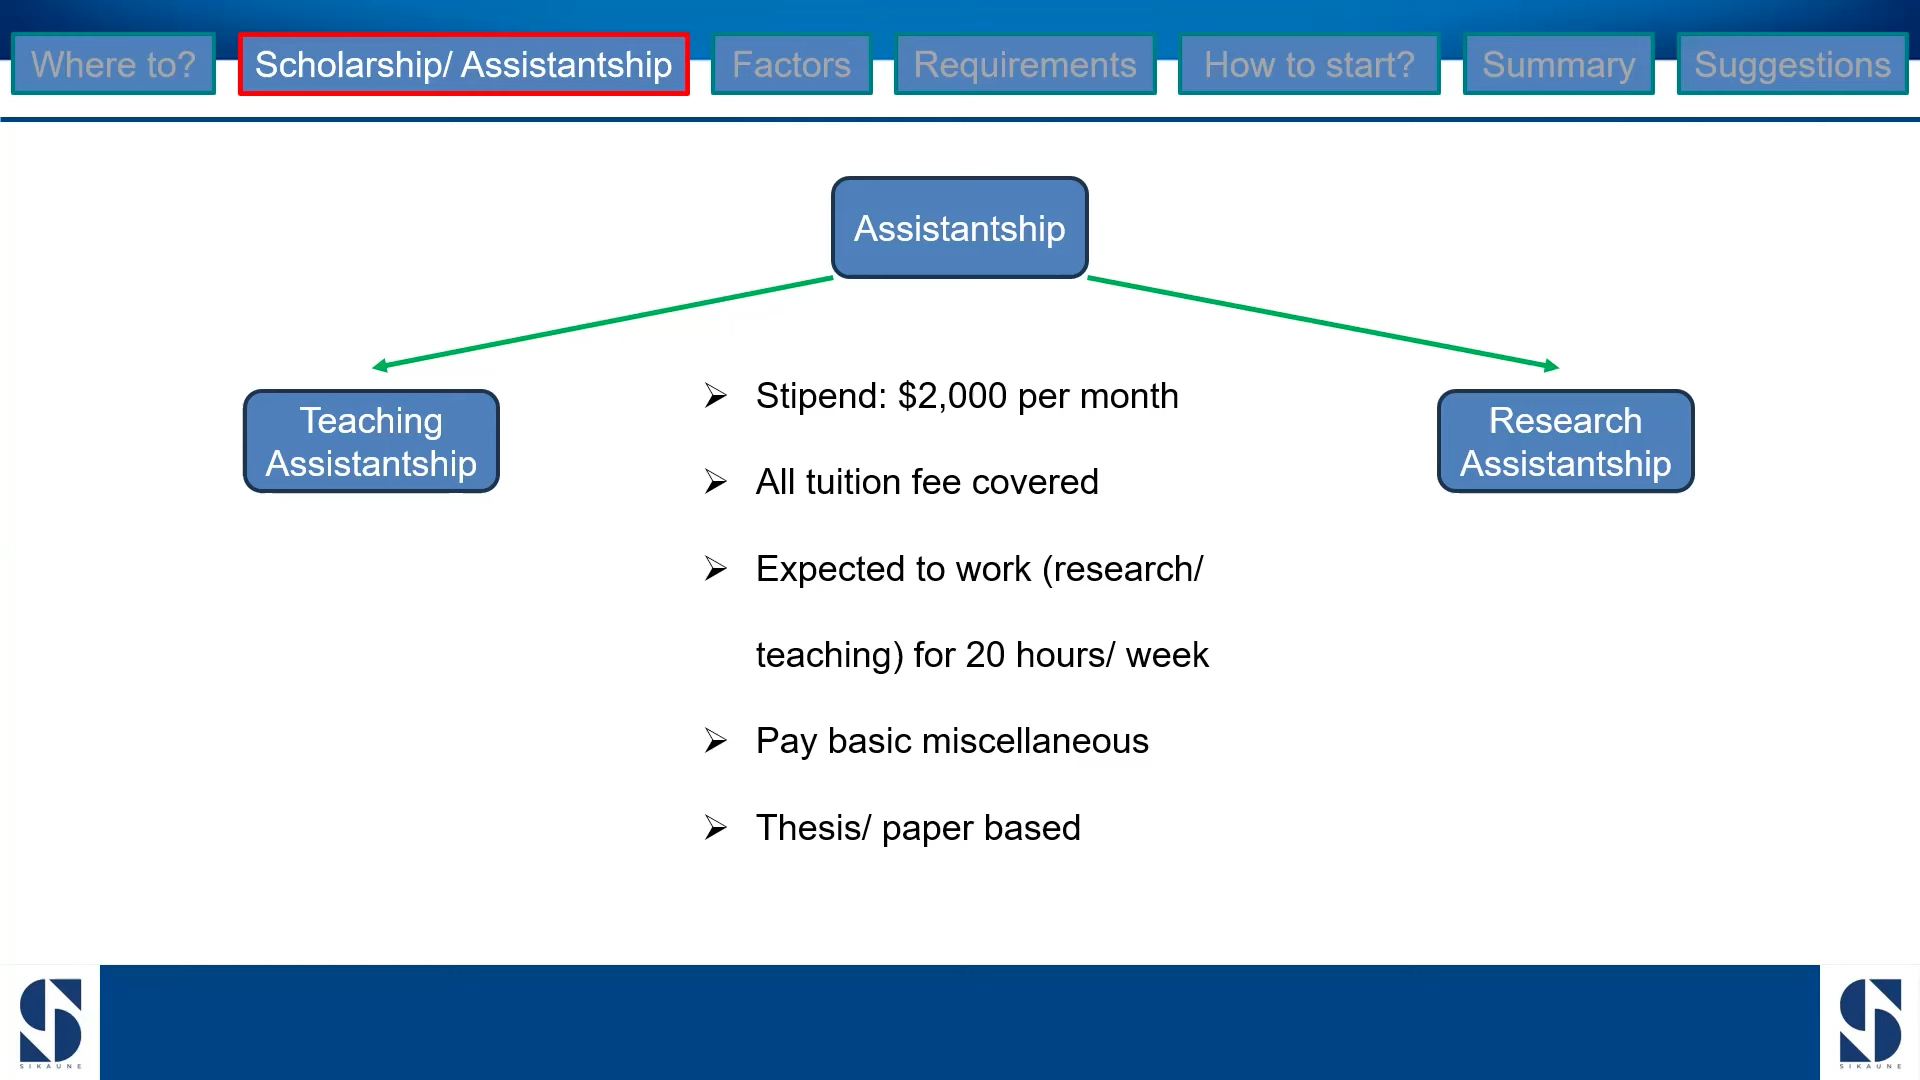 Where to?
Scholarship/ Assistantship
Factors
Requirements
How to start?
Summary
Suggestions
Assistantship
Teaching
Assistantship
Stipend: $2,000 per month
All tuition fee covered
Expected to work (research/
teaching) for 20 hours/ week
Pay basic miscellaneous
Thesis/ paper based
Research
Assistantship
SIKAUNE
SIKAUNE